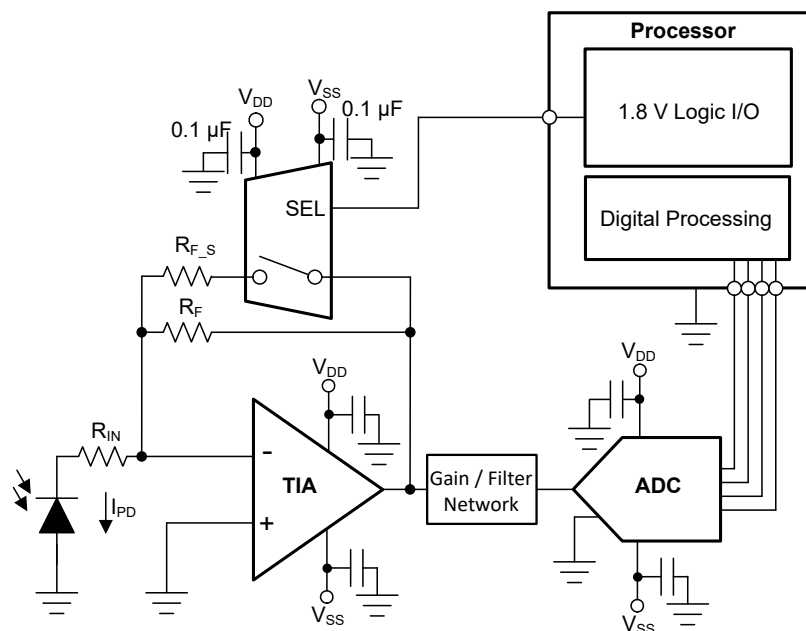 Processor
1.8 V Logic I/O
Digital Processing
VDD
VSS
0.1 µF
0.1 µF
SEL
RF_S
RF
VDD
VDD
RIN
-
TIA
+
IPD
Gain / Filter
Network
ADC
VSS
VSS